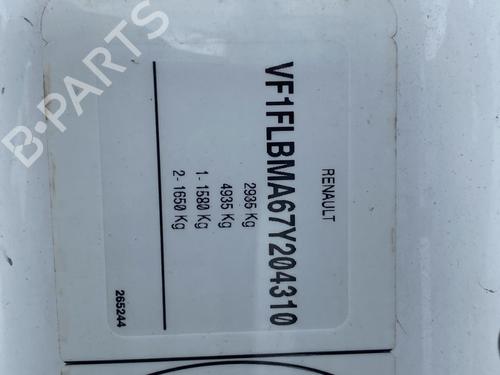 B-PARTS
RENAULT
VF1FLBMA67Y204310
2935 Kg
4935 Kg
1- 1580 Kg
2- 1650 Kg
265244